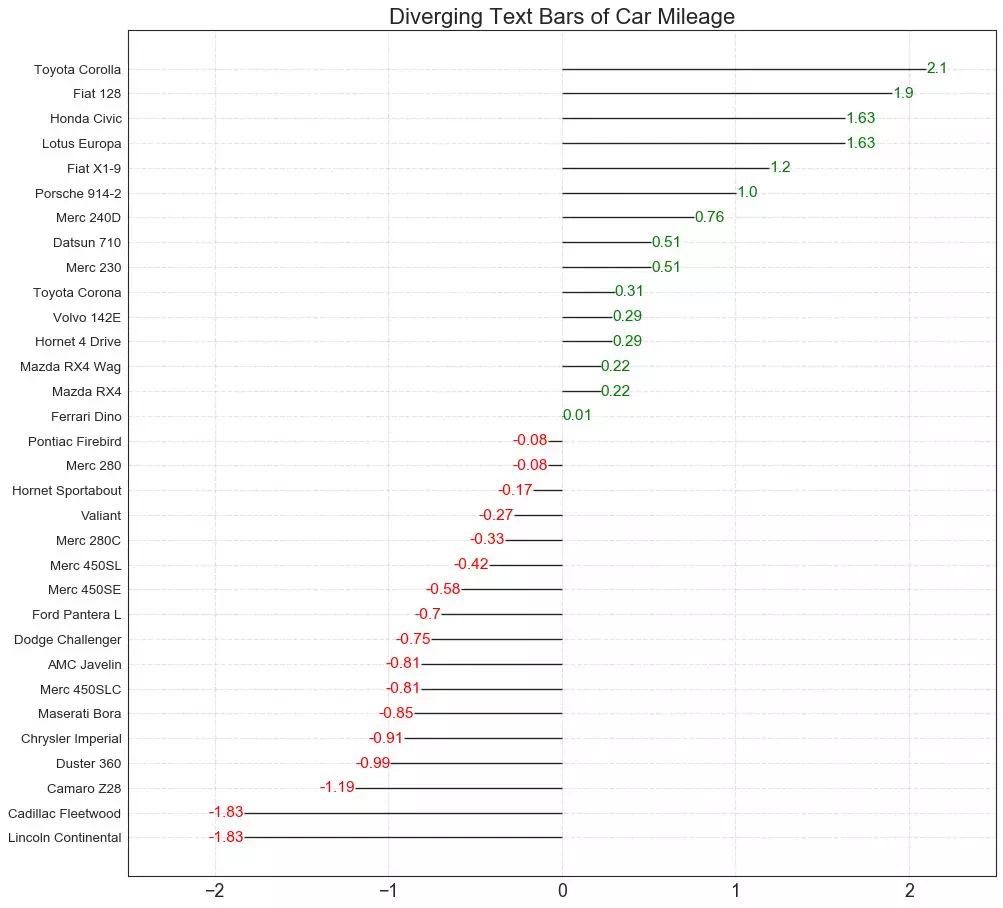 Diverging Text Bars of Car Mileage
Toyota Corolla 2.1
Fiat 128 1.9
Honda Civic 1.63
Lotus Europa 1.63
Fiat X1-9 1.2
Porsche 914-2 1.0
Merc 240D 0.76
Datsun 710 0.51
Merc 230 0.51
Toyota Corona 0.31
Volvo 142E 0.29
Hornet 4 Drive 0.29
Mazda RX4 Wag 0.22
Mazda RX4 0.22
Ferrari Dino 0.01
Pontiac Firebird -0.08
Merc 280 -0.08
Hornet Sportabout -0.17
Valiant -0.27
Merc 280C -0.33
Merc 450SL -0.42
Merc 450SE -0.58
Ford Pantera L -0.7
Dodge Challenger -0.75
AMC Javelin -0.81
Merc 450SLC -0.81
Maserati Bora -0.85
Chrysler Imperial -0.91
Duster 360 -0.99
Camaro Z28 -1.19
Cadillac Fleetwood -1.83
Lincoln Continental -1.83
−2 −1 0 1 2